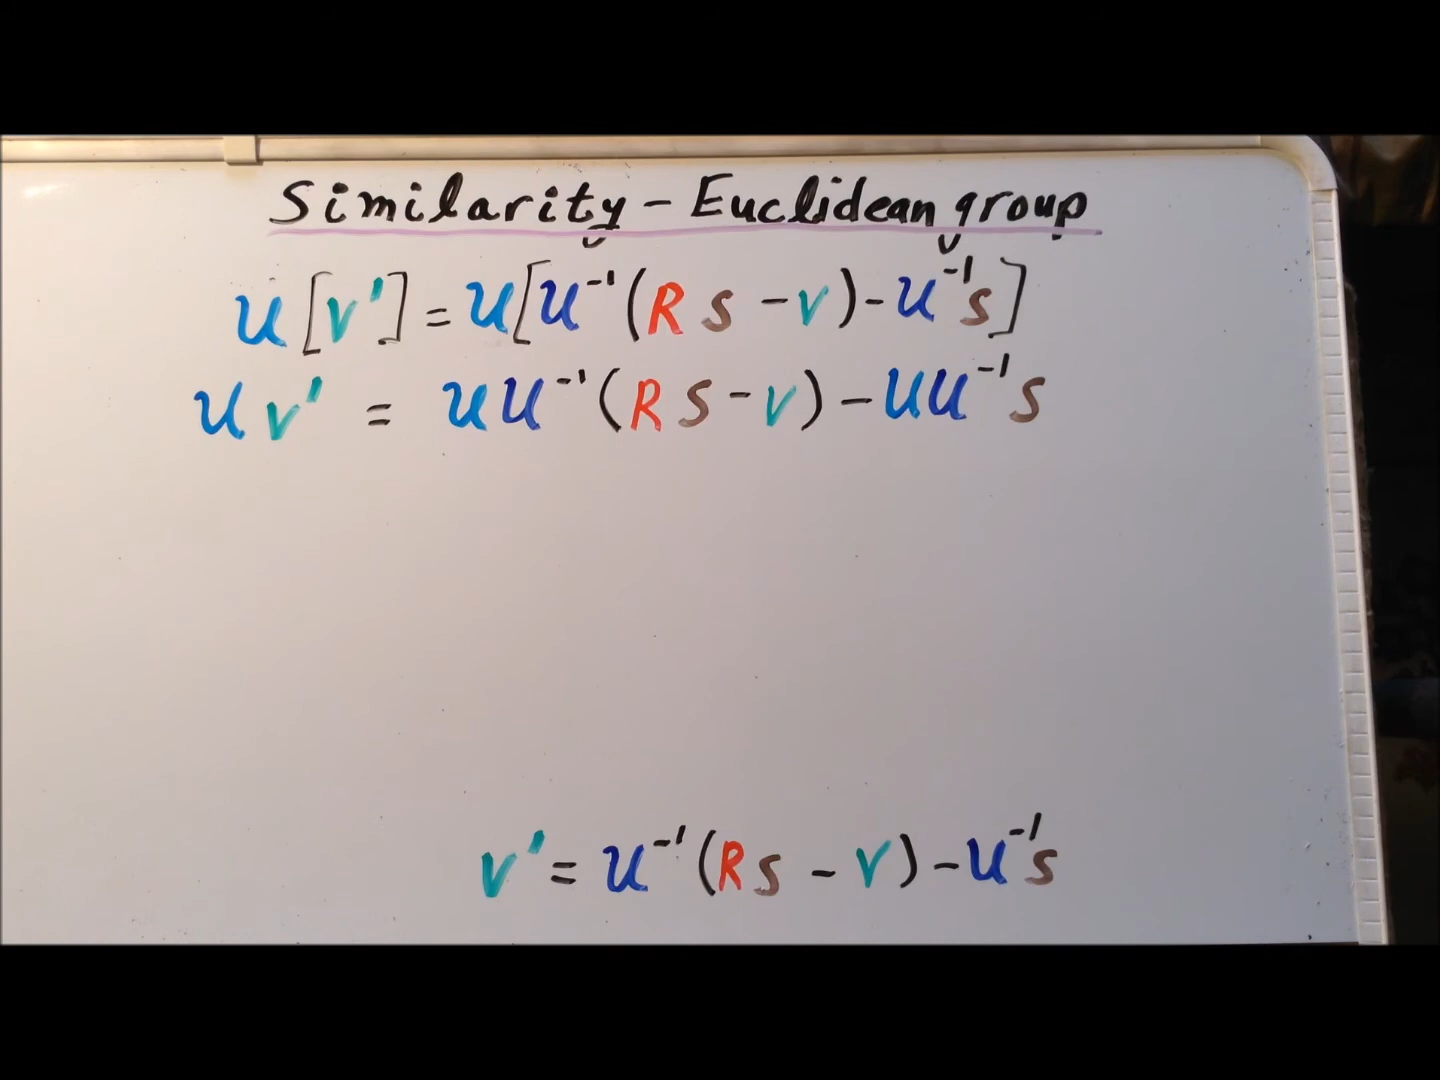 Similarity - Euclidean group
u[v'] = u[u⁻¹(Rs - v) - u⁻¹s]
uv' = uu⁻¹(Rs - v) - uu⁻¹s
v' = u⁻¹(Rs - v) - u⁻¹s